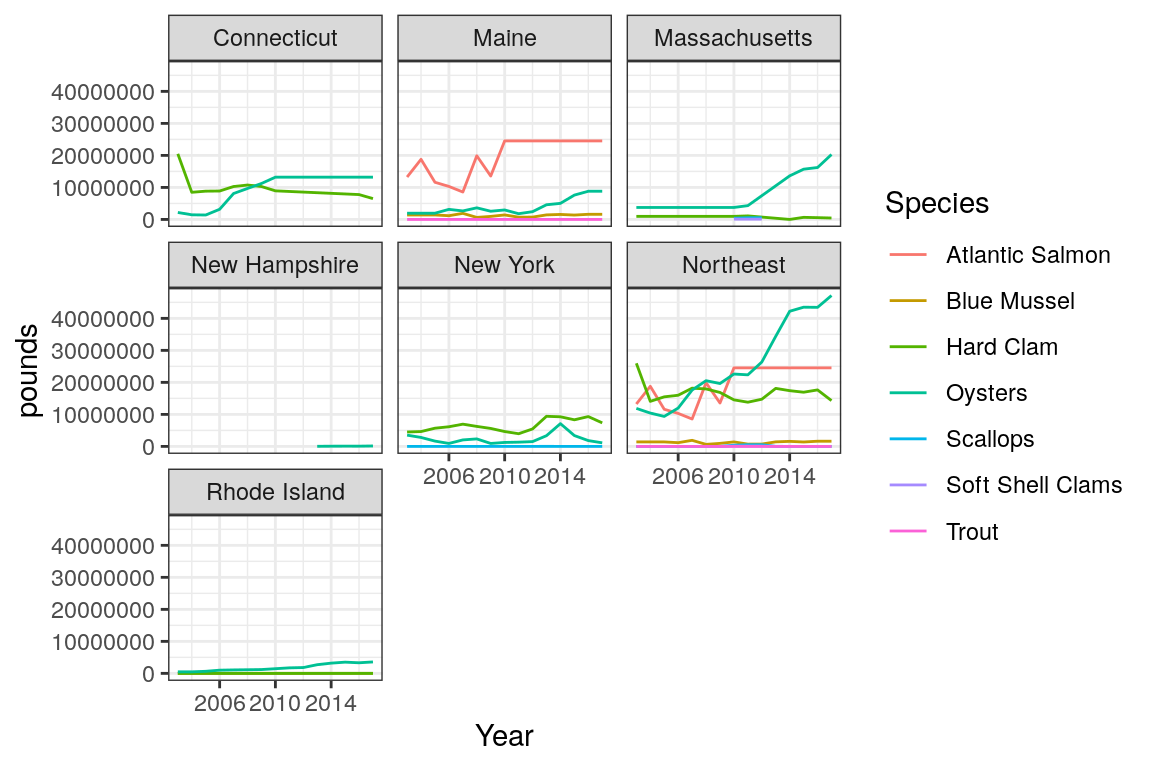 Connecticut
Maine
Massachusetts
40000000
30000000
20000000
10000000
0
New Hampshire
New York
Northeast
40000000
30000000
20000000
10000000
0
2006 2010 2014
2006 2010 2014
Rhode Island
40000000
30000000
20000000
10000000
0
2006 2010 2014
pounds
Year
Species
Atlantic Salmon
Blue Mussel
Hard Clam
Oysters
Scallops
Soft Shell Clams
Trout